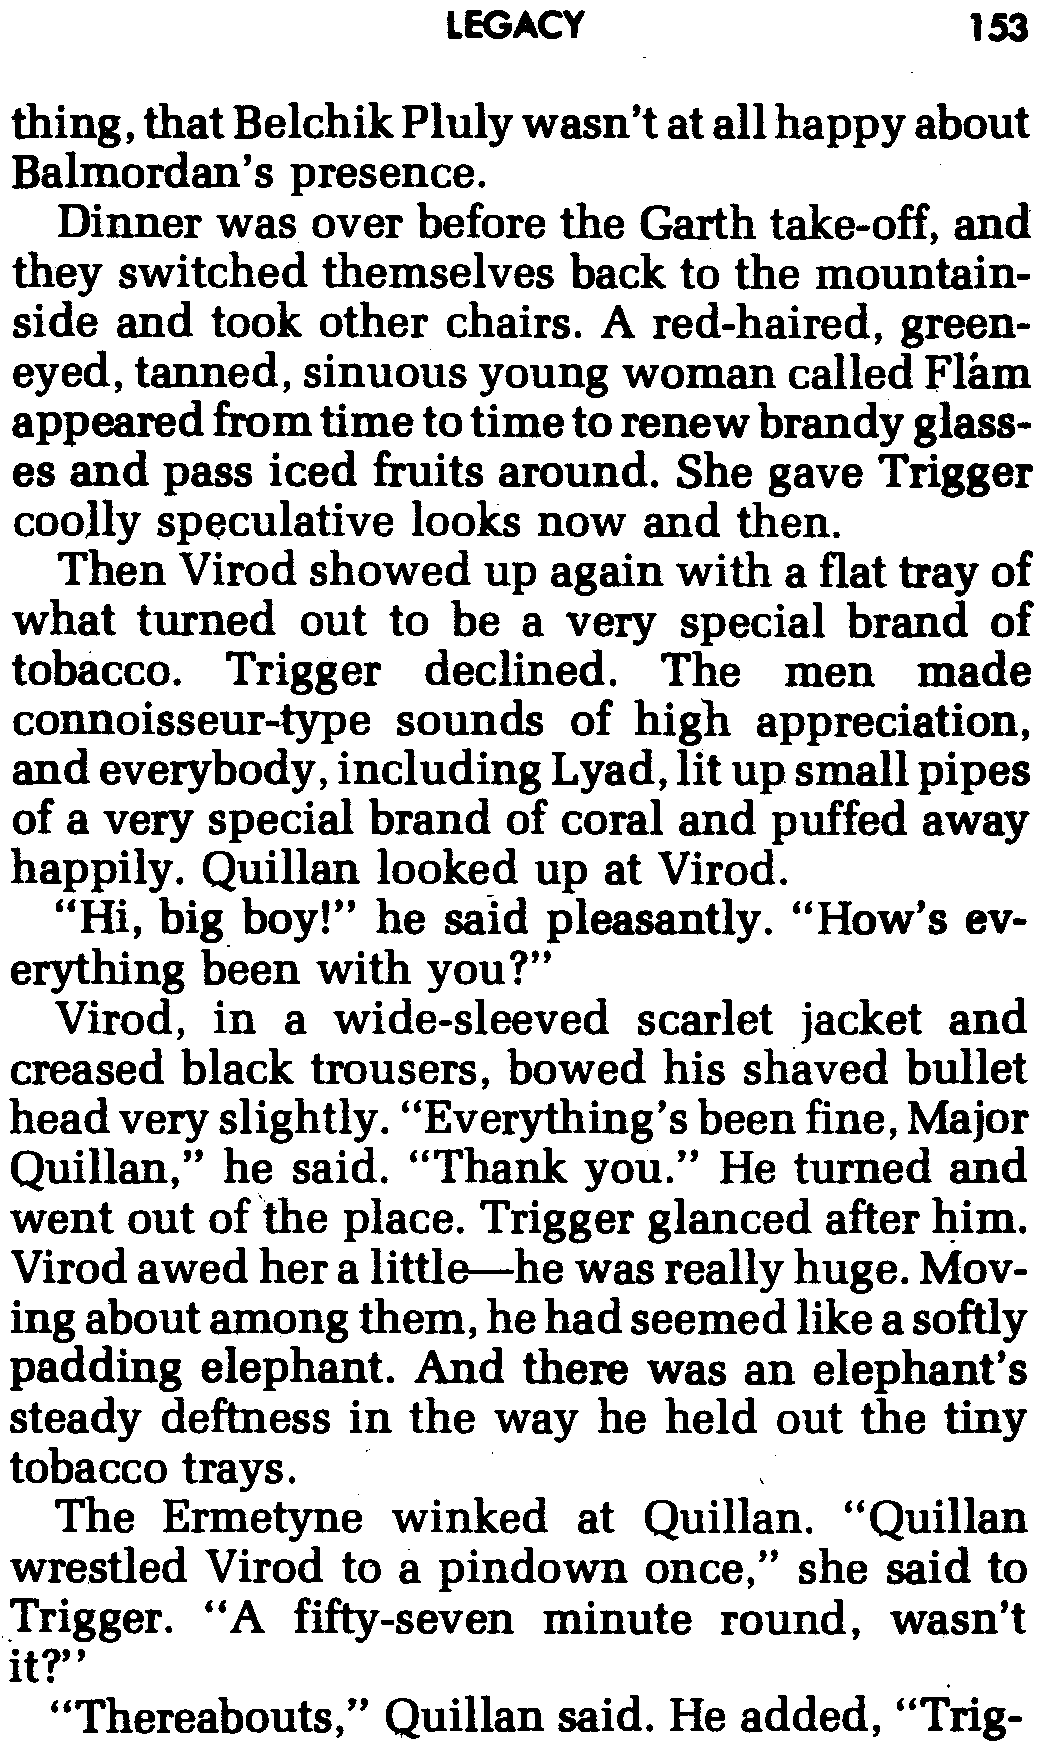 LEGACY 153
thing, that Belchik Pluly wasn't at all happy about
Balmordan's presence.
Dinner was over before the Garth take-off, and
they switched themselves back to the mountain-
side and took other chairs. A red-haired, green-
eyed, tanned, sinuous young woman called Flam
appeared from time to time to renew brandy glass-
es and pass iced fruits around. She gave Trigger
coolly speculative looks now and then.
Then Virod showed up again with a flat tray of
what turned out to be a very special brand of
tobacco. Trigger declined. The men made
connoisseur-type sounds of high appreciation,
and everybody, including Lyad, lit up small pipes
of a very special brand of coral and puffed away
happily. Quillan looked up at Virod.
“Hi, big boy!” he said pleasantly. “How's ev-
erything been with you?”
Virod, in a wide-sleeved scarlet jacket and
creased black trousers, bowed his shaved bullet
head very slightly. “Everything's been fine, Major
Quillan,” he said. “Thank you.” He turned and
went out of the place. Trigger glanced after him.
Virod awed her a little—he was really huge. Mov-
ing about among them, he had seemed like a softly
padding elephant. And there was an elephant's
steady deftness in the way he held out the tiny
tobacco trays.
The Ermetyne winked at Quillan. “Quillan
wrestled Virod to a pindown once,” she said to
Trigger. “A fifty-seven minute round, wasn't
it?”
“Thereabouts,” Quillan said. He added, “Trig-